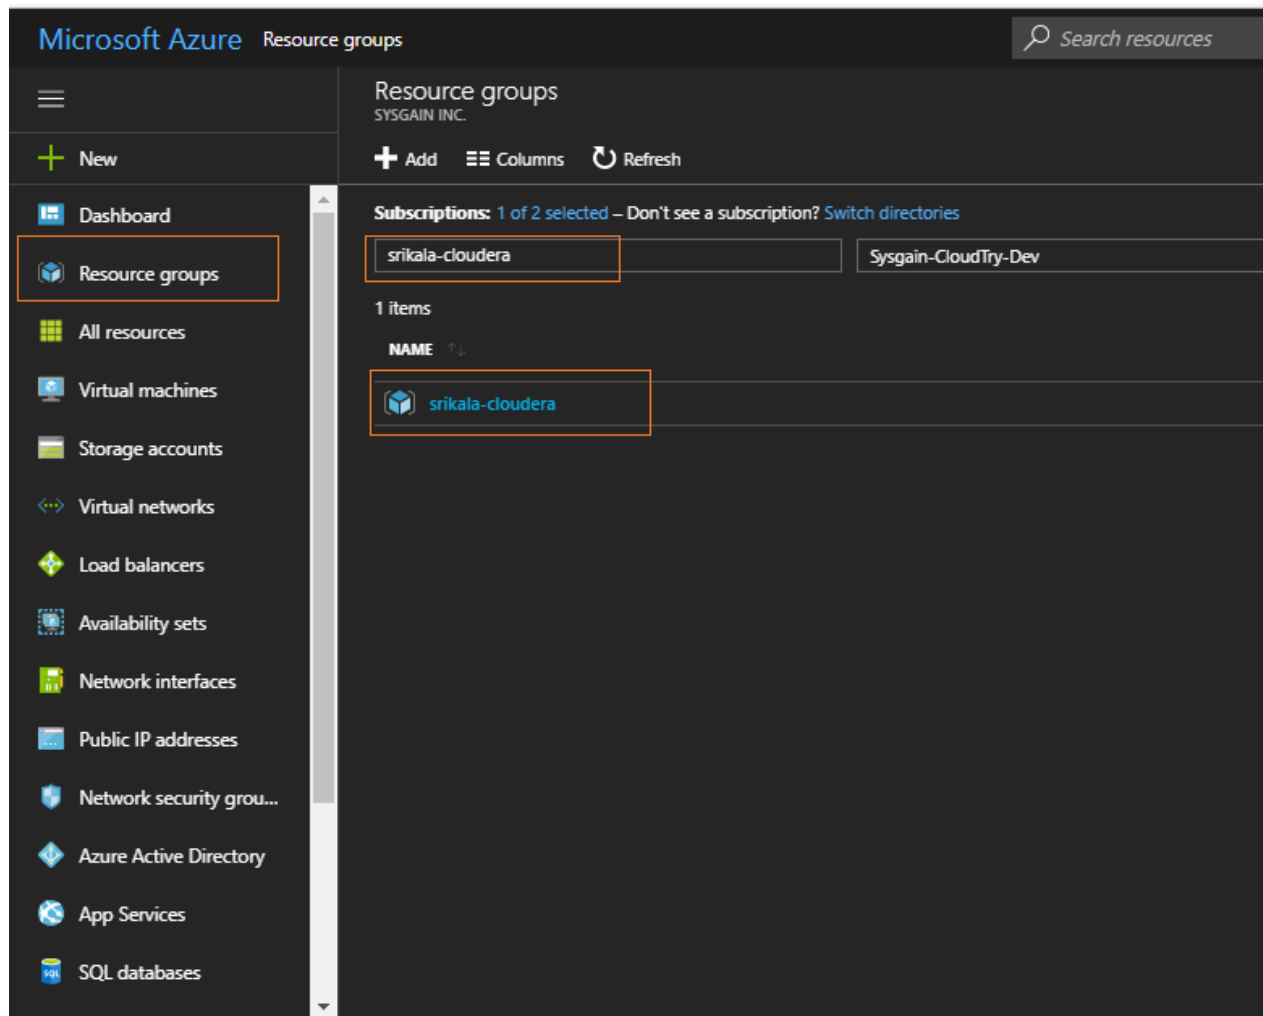 Microsoft Azure Resource groups
Search resources
Resource groups
SYSGAIN INC.
New
Add Columns Refresh
Dashboard
Resource groups
All resources
Virtual machines
Storage accounts
Virtual networks
Load balancers
Availability sets
Network interfaces
Public IP addresses
Network security grou...
Azure Active Directory
App Services
SQL databases
Subscriptions: 1 of 2 selected – Don't see a subscription? Switch directories
srikala-cloudera
Sysgain-CloudTry-Dev
1 items
NAME
srikala-cloudera